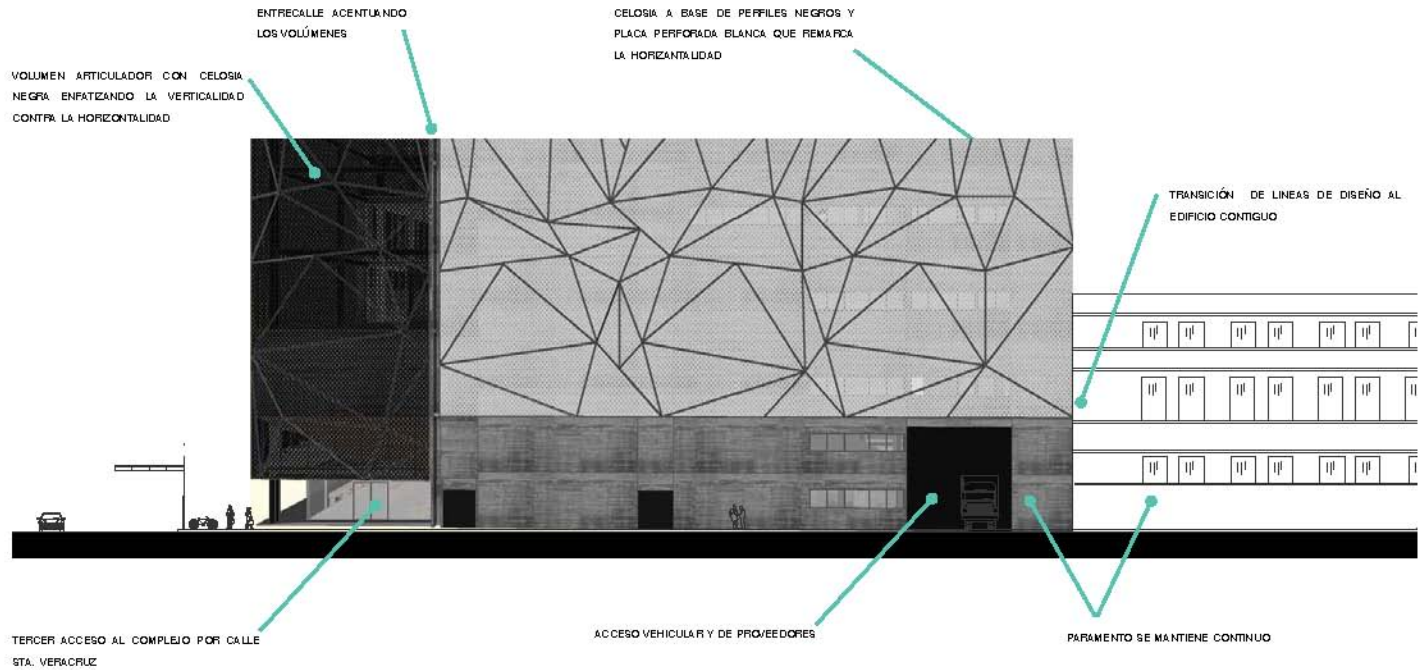 ENTRECALLE ACENTUANDO
LOS VOLÚMENES
CELOSIA A BASE DE PERFILES NEGROS Y
PLACA PERFORADA BLANCA QUE REMARCA
LA HORIZANTALIDAD
VOLUMEN ARTICULADOR CON CELOSIA
NEGRA ENFATIZANDO LA VERTICALIDAD
CONTRA LA HORIZONTALIDAD
TRANSICIÓN DE LINEAS DE DISEÑO AL
EDIFICIO CONTIGUO
TERCER ACCESO AL COMPLEJO POR CALLE
STA. VERACRUZ
ACCESO VEHICULAR Y DE PROVEEDORES
PARAMENTO SE MANTIENE CONTINUO